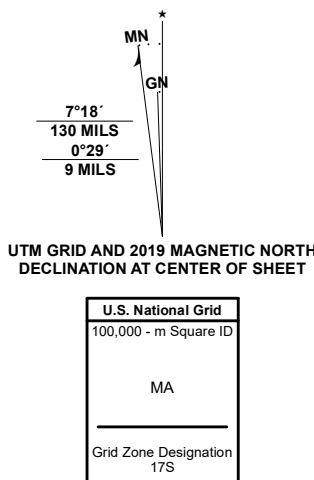 ★
MN
GN
7°18´
130 MILS
0°29´
9 MILS
UTM GRID AND 2019 MAGNETIC NORTH
DECLINATION AT CENTER OF SHEET
U.S. National Grid
100,000 - m Square ID
MA
Grid Zone Designation
17S